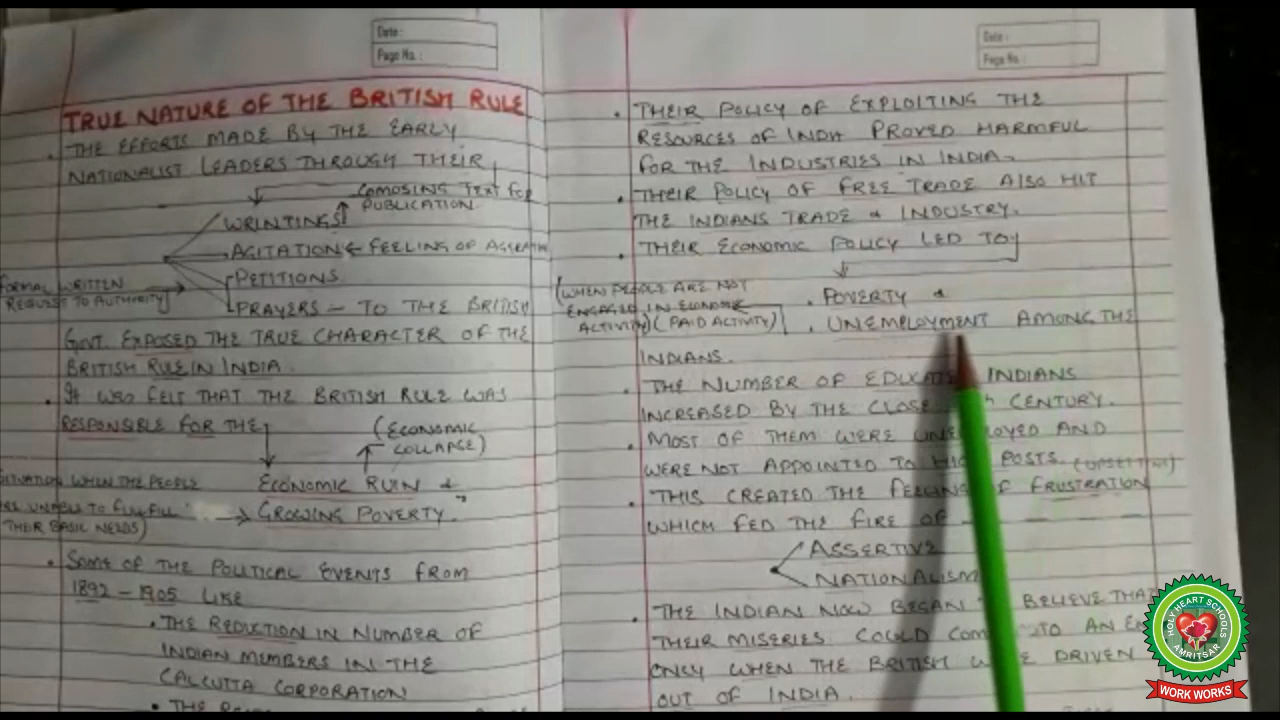 Date:
Page No.:
TRUE NATURE OF THE BRITISH RULE
• THE EFFORTS MADE BY THE EARLY
NATIONALIST LEADERS THROUGH THEIR
COMOSING TEXT FOR
PUBLICATION
WRINTINGS
AGITATION ← FEELING OF
PETITIONS
FORMAL WRITTEN
REQUEST TO AUTHORITY
PRAYERS – TO THE BRITISH
GOVT EXPOSED THE TRUE CHARACTER OF THE
BRITISH RULE IN INDIA.
• IT WAS FELT THAT THE BRITISH RULE WAS
RESPONSIBLE FOR THE
(ECONOMIC
COLLAPSE)
SITUATION WHEN THE PEOPLE
ECONOMIC RUIN &
UNABLE TO FULLFILL
GROWING POVERTY.
THEIR BASIC NEEDS)
• SOME OF THE POLITICAL EVENTS FROM
1892 – 1905 LIKE
• THE REDUCTION IN NUMBER OF
INDIAN MEMBERS IN THE
CALCUTTA CORPORATION
• THE
Date:
Page No.:
• THEIR POLICY OF EXPLOITING THE
RESOURCES OF INDIA PROVED HARMFUL
FOR THE INDUSTRIES IN INDIA.
• THEIR POLICY OF FREE TRADE ALSO HIT
THE INDIANS TRADE & INDUSTRY.
• THEIR ECONOMIC POLICY LED TO
(WHEN PEOPLE ARE NOT
ENGAGED IN ECONOMIC
ACTIVITY) (PAID ACTIVITY)
• POVERTY &
• UNEMPLOYMENT AMONG THE
INDIANS.
• THE NUMBER OF INDIANS
INCREASED BY THE CLOSE CENTURY.
• MOST OF THEM WERE AND
WERE NOT APPOINTED TO POSTS.
• THIS CREATED THE FEELING OF FRUSTRATION
WHICH FED THE FIRE OF
ASSERTIVE
NATIONALISM
• THE INDIAN NOW BEGAN BELIEVE THAT
THEIR MISERIES COULD TO AN
ONLY WHEN THE BRITISH DRIVEN
OUT OF INDIA.
HOLY HEART SCHOOLS
AMRITSAR
WORK WORKS